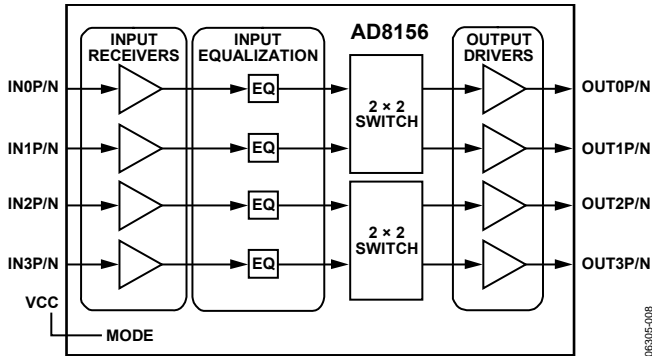 INPUT
RECEIVERS
INPUT
EQUALIZATION
AD8156
OUTPUT
DRIVERS
IN0P/N
EQ
2 × 2
SWITCH
OUT0P/N
IN1P/N
EQ
OUT1P/N
IN2P/N
EQ
2 × 2
SWITCH
OUT2P/N
IN3P/N
EQ
OUT3P/N
VCC
MODE
06305-008